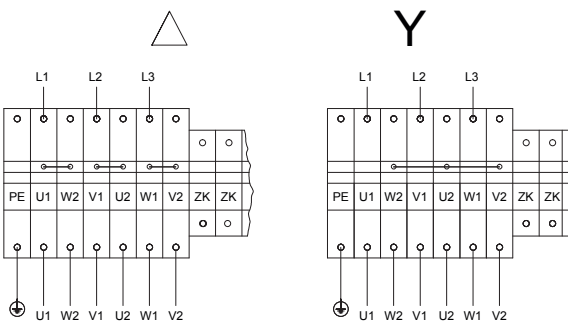 Y
L1 L2 L3 L1 L2 L3
PE U1 W2 V1 U2 W1 V2 ZK ZK PE U1 W2 V1 U2 W1 V2 ZK ZK
U1 W2 V1 U2 W1 V2 U1 W2 V1 U2 W1 V2